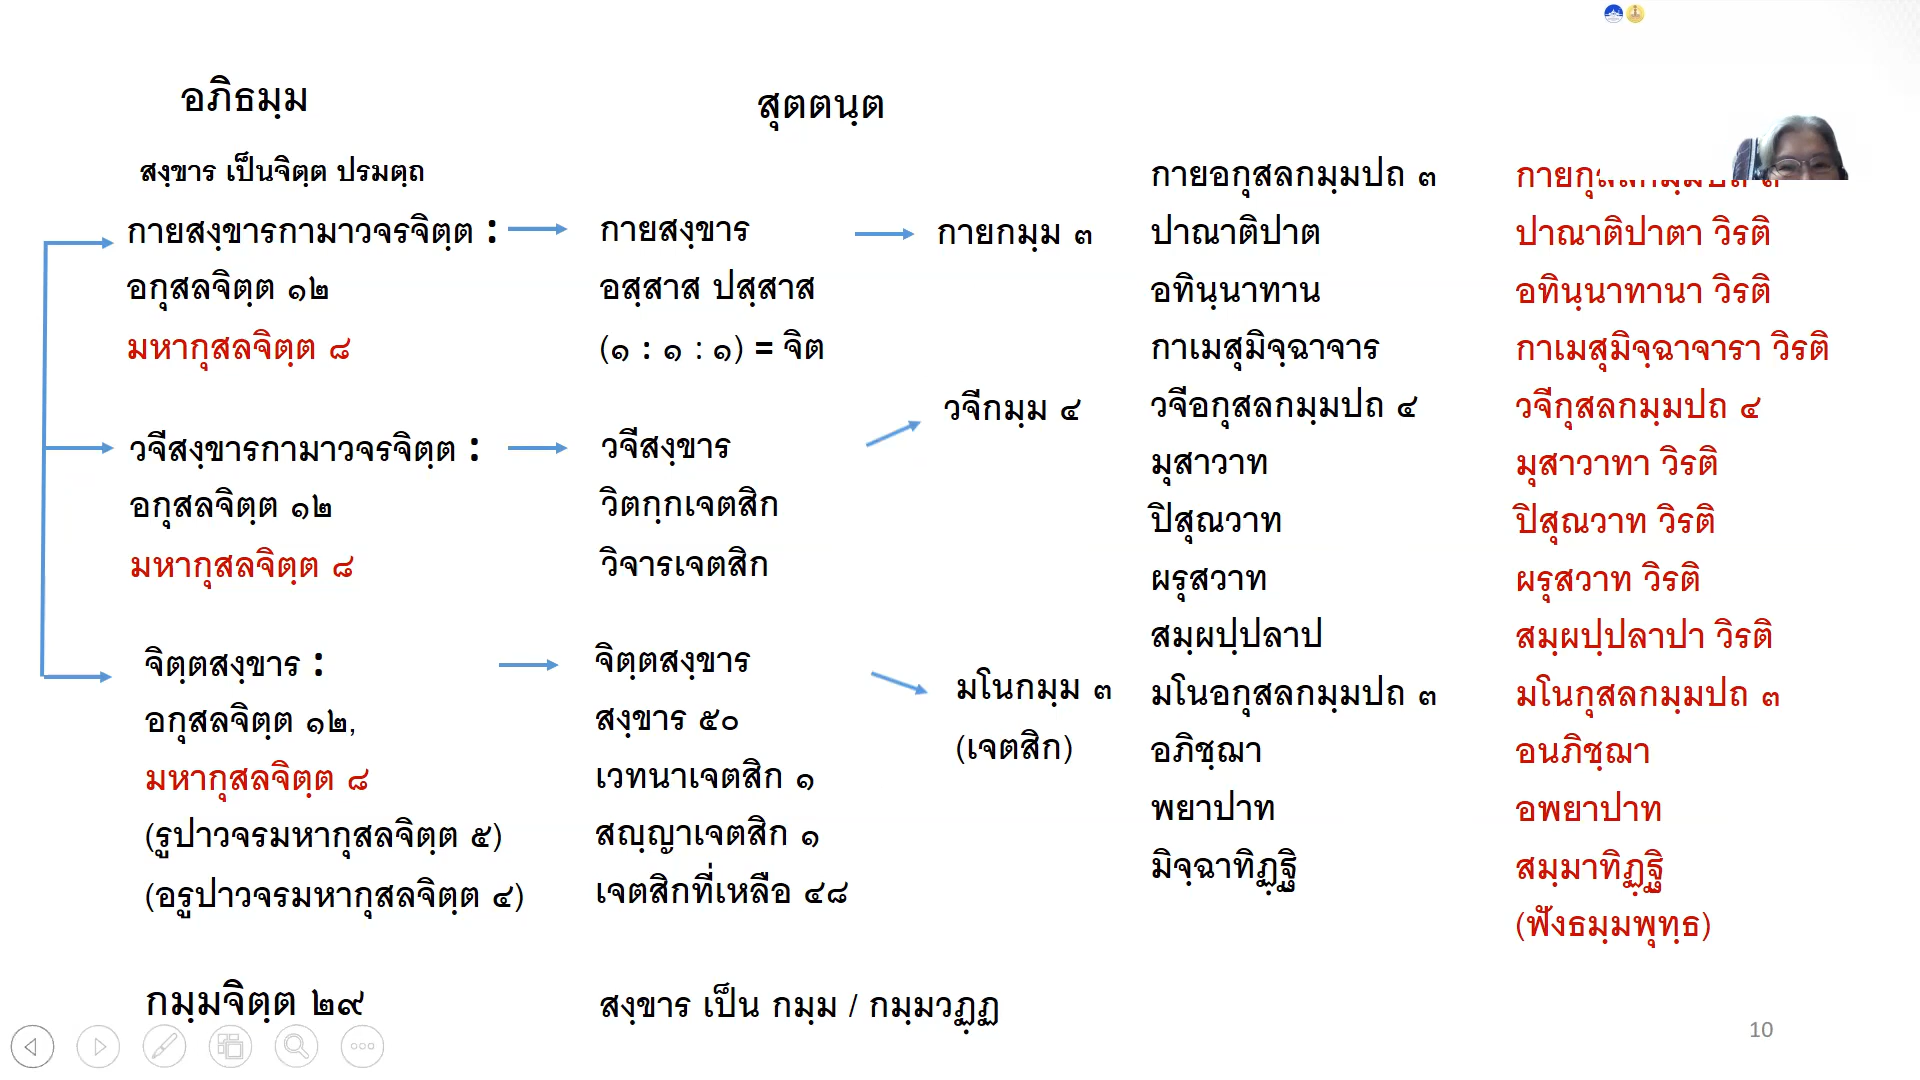 อภิธมฺม
สงฺขาร เป็นจิตฺต ปรมตฺถ
กายสงฺขารกามาวจรจิตฺต :
อกุสลจิตฺต ๑๒
มหากุสลจิตฺต ๘
วจีสงฺขารกามาวจรจิตฺต :
อกุสลจิตฺต ๑๒
มหากุสลจิตฺต ๘
จิตฺตสงฺขาร :
อกุสลจิตฺต ๑๒,
มหากุสลจิตฺต ๘
(รูปาวจรมหากุสลจิตฺต ๕)
(อรูปาวจรมหากุสลจิตฺต ๔)
กมฺมจิตฺต ๒๙
สุตตนฺต
กายสงฺขาร
อสฺสาส ปสฺสาส
(๑ : ๑ : ๑) = จิต
วจีสงฺขาร
วิตกฺกเจตสิก
วิจารเจตสิก
จิตฺตสงฺขาร
สงฺขาร ๕๐
เวทนาเจตสิก ๑
สญฺญาเจตสิก ๑
เจตสิกที่เหลือ ๔๘
สงฺขาร เป็น กมฺม / กมฺมวฏฺฏ
กายกมฺม ๓
วจีกมฺม ๔
มโนกมฺม ๓
(เจตสิก)
กายอกุสลกมฺมปถ ๓
ปาณาติปาต
อทินฺนาทาน
กาเมสุมิจฺฉาจาร
วจีอกุสลกมฺมปถ ๔
มุสาวาท
ปิสุณวาท
ผรุสวาท
สมฺผปฺปลาป
มโนอกุสลกมฺมปถ ๓
อภิชฺฌา
พยาปาท
มิจฺฉาทิฏฺฐิ
ปาณาติปาตา วิรติ
อทินฺนาทานา วิรติ
กาเมสุมิจฺฉาจารา วิรติ
วจีกุสลกมฺมปถ ๔
มุสาวาทา วิรติ
ปิสุณวาท วิรติ
ผรุสวาท วิรติ
สมฺผปฺปลาปา วิรติ
มโนกุสลกมฺมปถ ๓
อนภิชฺฌา
อพยาปาท
สมฺมาทิฏฺฐิ
(ฟังธมฺมพุทฺธ)
10